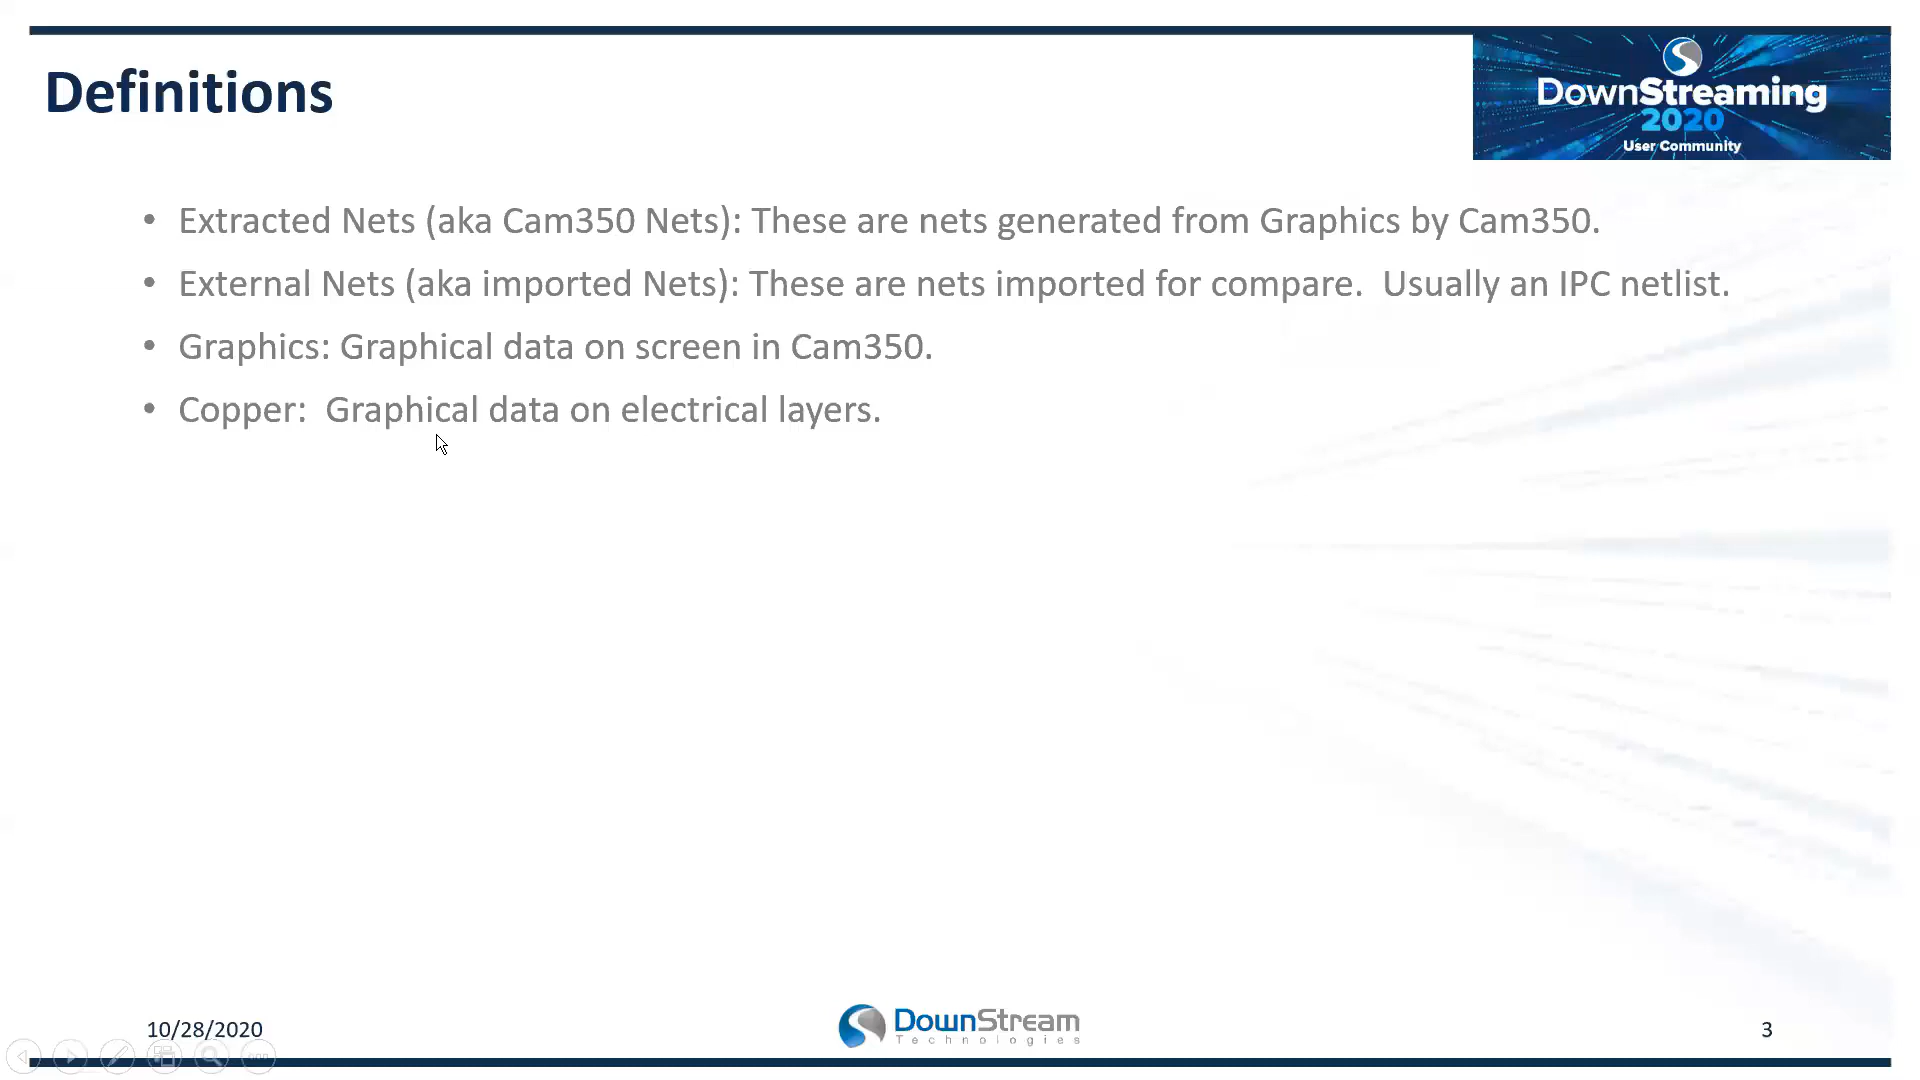 Definitions
DownStreaming
2020
User Community
• Extracted Nets (aka Cam350 Nets): These are nets generated from Graphics by Cam350.
• External Nets (aka imported Nets): These are nets imported for compare.  Usually an IPC netlist.
• Graphics: Graphical data on screen in Cam350.
• Copper:  Graphical data on electrical layers.
10/28/2020
DownStream
Technologies
3